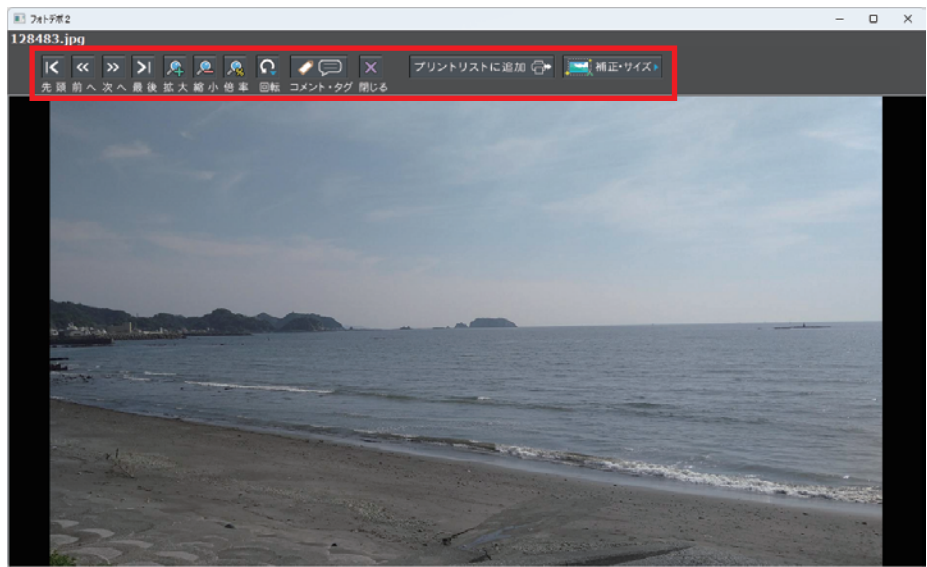 フォトデポ2
128483.jpg
プリントリストに追加 補正・サイズ
先頭 前へ 次へ 最後 拡大 縮小 倍率 回転 コメント・タグ 閉じる